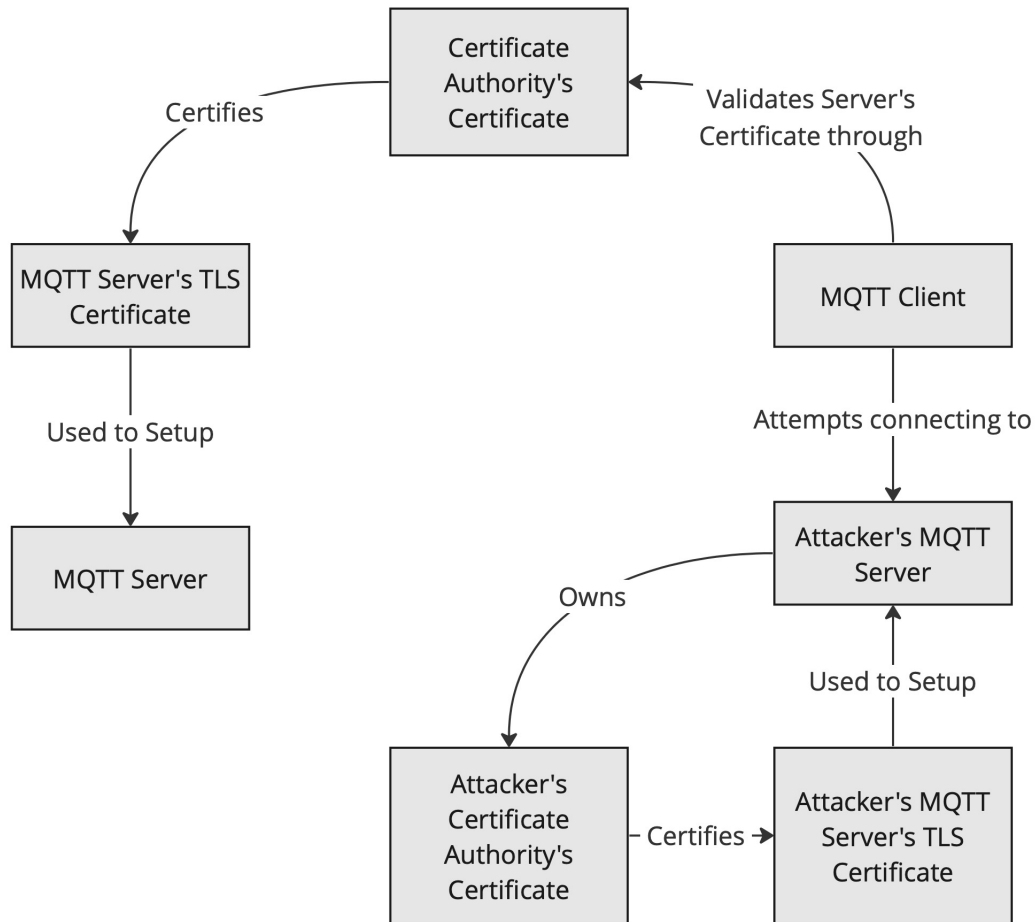 Certificate
Authority's
Certificate
Certifies
Validates Server's
Certificate through
MQTT Server's TLS
Certificate
MQTT Client
Used to Setup
Attempts connecting to
MQTT Server
Attacker's MQTT
Server
Owns
Used to Setup
Attacker's
Certificate
Authority's
Certificate
Certifies
Attacker's MQTT
Server's TLS
Certificate